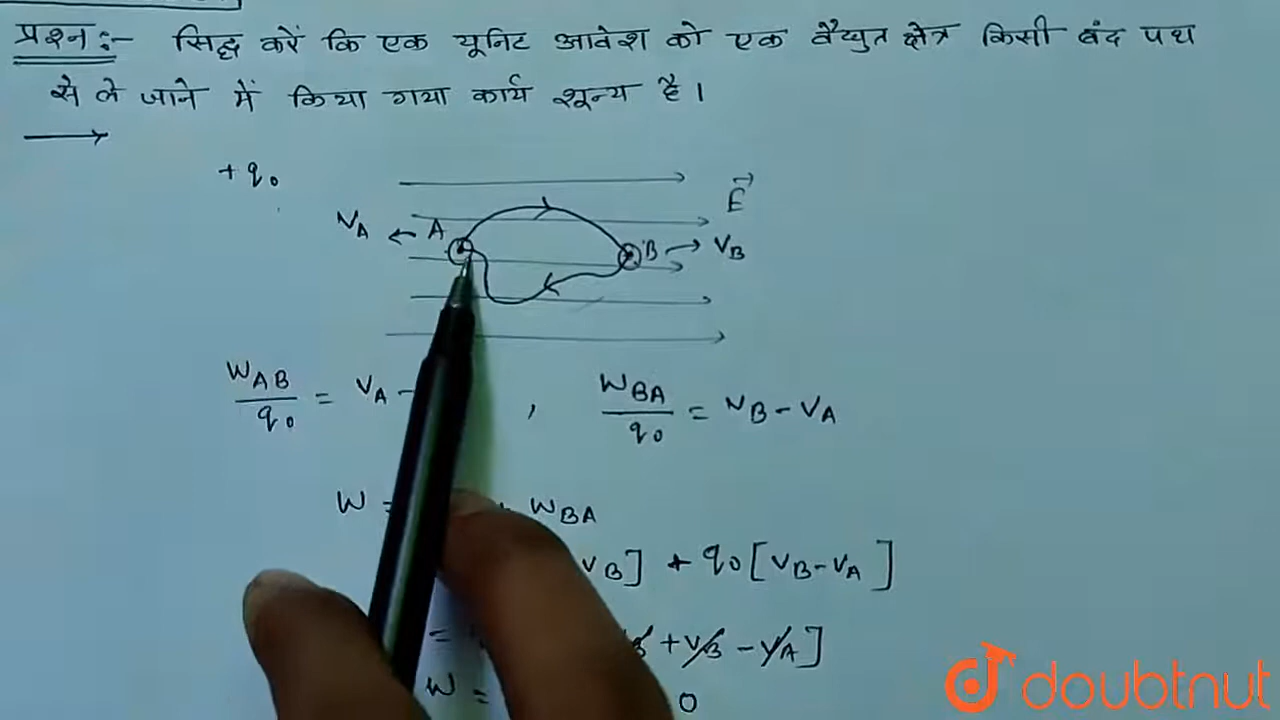 प्रश्न :- सिद्ध करें कि एक यूनिट आवेश को एक वैद्युत क्षेत्र किसी बंद पथ
से ले जाने में किया गया कार्य शून्य है।
+q₀
E⃗
V_A ← A B → V_B
W_AB/q₀ = V_A - , W_BA/q₀ = V_B - V_A
W = + W_BA
V_B] + q₀[V_B - V_A]
= + V_B - V_A]
W = 0
doubtnut